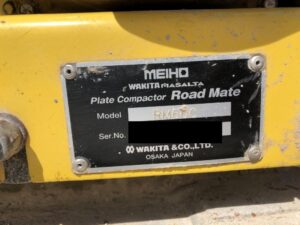 MEIHO
WAKITA MASALTA
Plate Compactor Road Mate
Model
Ser.No.
WAKITA & CO., LTD.
OSAKA JAPAN